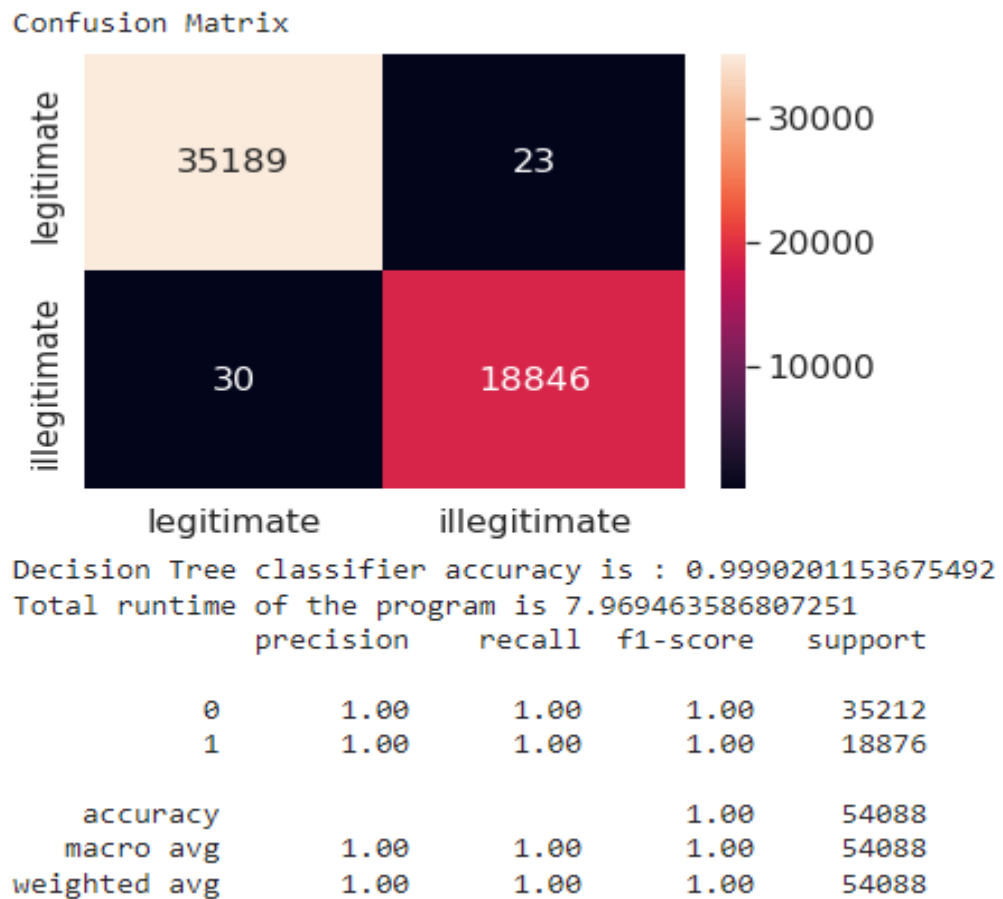 Confusion Matrix
legitimate
35189
23
30000
20000
illegitimate
30
18846
10000
legitimate illegitimate
Decision Tree classifier accuracy is : 0.9990201153675492
Total runtime of the program is 7.969463586807251
precision recall f1-score support
0 1.00 1.00 1.00 35212
1 1.00 1.00 1.00 18876
accuracy 1.00 54088
macro avg 1.00 1.00 1.00 54088
weighted avg 1.00 1.00 1.00 54088